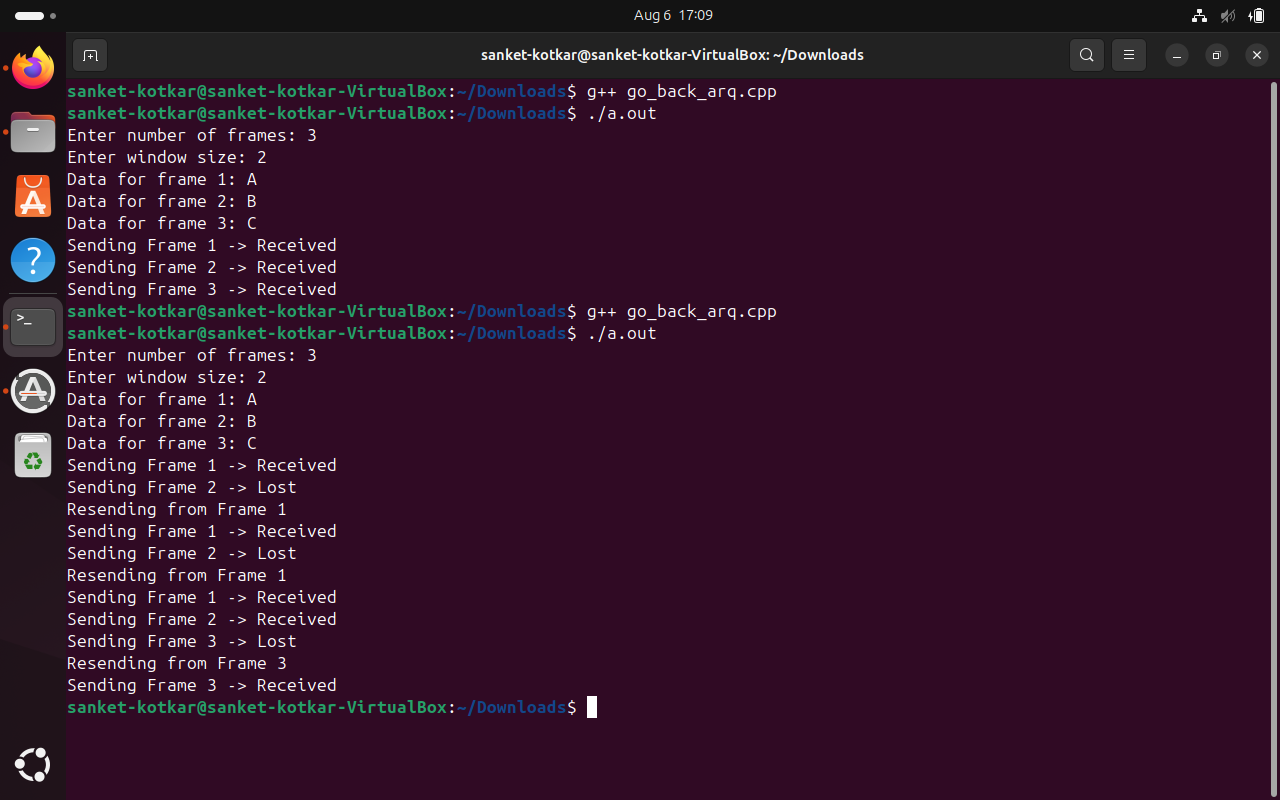 Aug 6 17:09
sanket-kotkar@sanket-kotkar-VirtualBox: ~/Downloads
sanket-kotkar@sanket-kotkar-VirtualBox:~/Downloads$ g++ go_back_arq.cpp
sanket-kotkar@sanket-kotkar-VirtualBox:~/Downloads$ ./a.out
Enter number of frames: 3
Enter window size: 2
Data for frame 1: A
Data for frame 2: B
Data for frame 3: C
Sending Frame 1 -> Received
Sending Frame 2 -> Received
Sending Frame 3 -> Received
sanket-kotkar@sanket-kotkar-VirtualBox:~/Downloads$ g++ go_back_arq.cpp
sanket-kotkar@sanket-kotkar-VirtualBox:~/Downloads$ ./a.out
Enter number of frames: 3
Enter window size: 2
Data for frame 1: A
Data for frame 2: B
Data for frame 3: C
Sending Frame 1 -> Received
Sending Frame 2 -> Lost
Resending from Frame 1
Sending Frame 1 -> Received
Sending Frame 2 -> Lost
Resending from Frame 1
Sending Frame 1 -> Received
Sending Frame 2 -> Received
Sending Frame 3 -> Lost
Resending from Frame 3
Sending Frame 3 -> Received
sanket-kotkar@sanket-kotkar-VirtualBox:~/Downloads$